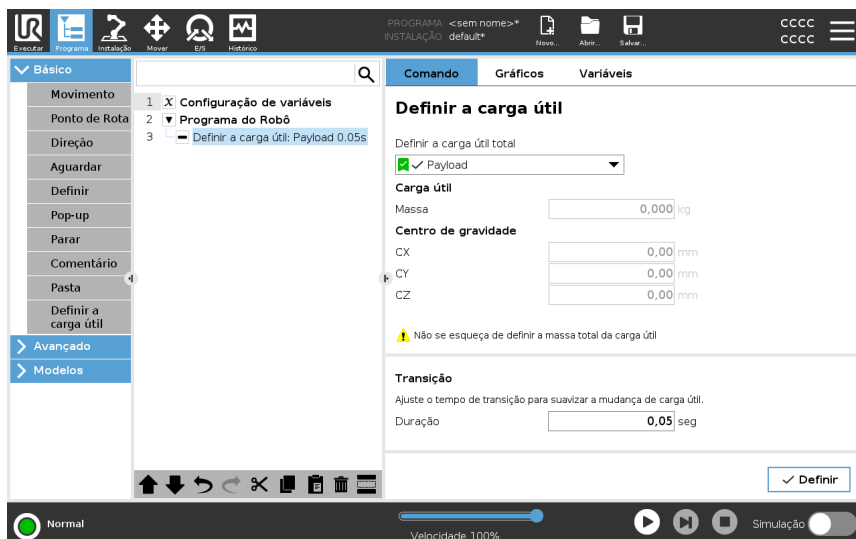 UR
Executar
Programa
Instalação
Mover
E/S
Histórico
PROGRAMA <sem nome>*
INSTALAÇÃO default*
Novo...
Abrir...
Salvar...
cccc
cccc
Básico
Movimento
Ponto de Rota
Direção
Aguardar
Definir
Pop-up
Parar
Comentário
Pasta
Definir a
carga útil
Avançado
Modelos
1 X Configuração de variáveis
2 Programa do Robô
3 Definir a carga útil: Payload 0.05s
Comando Gráficos Variáveis
Definir a carga útil
Definir a carga útil total
Payload
Carga útil
Massa 0,000 kg
Centro de gravidade
CX 0,00 mm
CY 0,00 mm
CZ 0,00 mm
Não se esqueça de definir a massa total da carga útil
Transição
Ajuste o tempo de transição para suavizar a mudança de carga útil.
Duração 0,05 seg
Definir
Normal
Velocidade 100%
Simulação